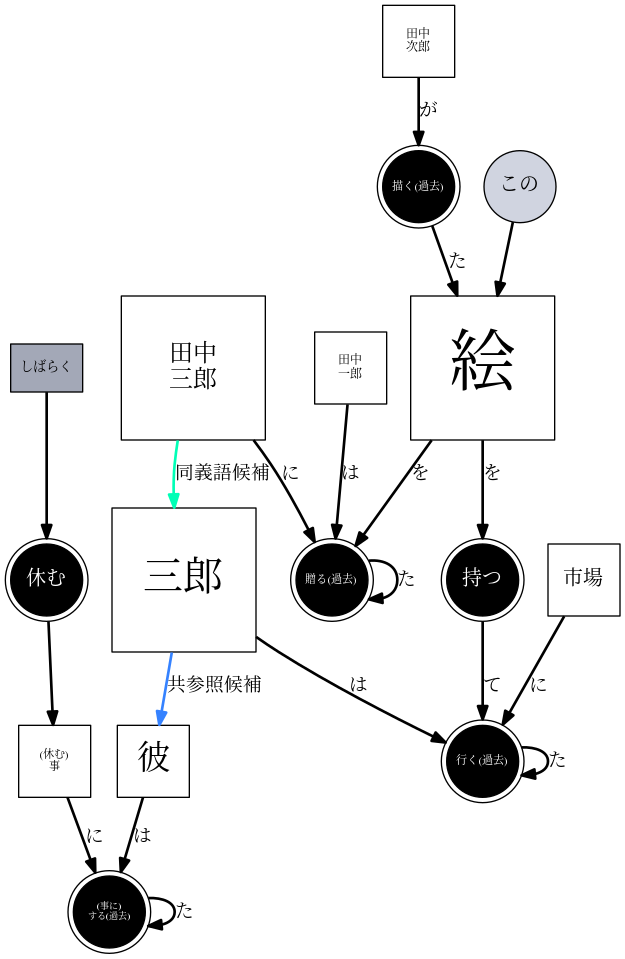 田中
次郎
が
描く(過去)
この
た
田中
三郎
絵
しばらく
田中
一郎
同義語候補
に
は
を
を
休む
三郎
贈る(過去)
た
持つ
市場
共参照候補
は
て
に
(休む)
事
彼
行く(過去)
た
に
は
(事に)
する(過去)
た